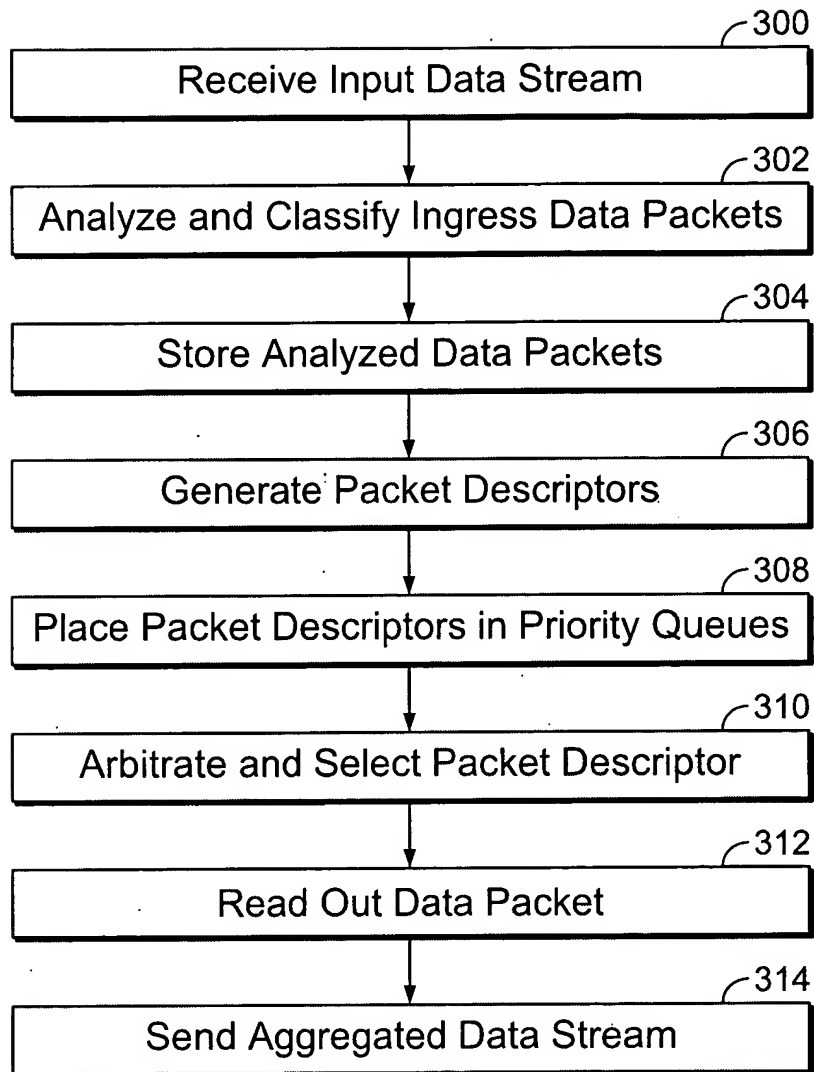 300
Receive Input Data Stream
302
Analyze and Classify Ingress Data Packets
304
Store Analyzed Data Packets
306
Generate Packet Descriptors
308
Place Packet Descriptors in Priority Queues
310
Arbitrate and Select Packet Descriptor
312
Read Out Data Packet
314
Send Aggregated Data Stream